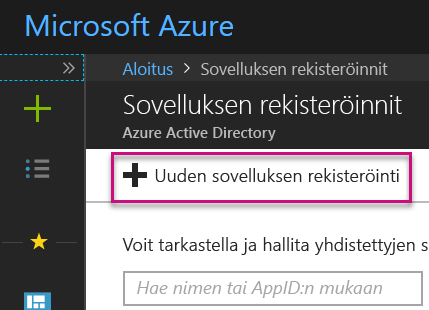 Microsoft Azure
Aloitus > Sovelluksen rekisteröinnit
Sovelluksen rekisteröinnit
Azure Active Directory
Uuden sovelluksen rekisteröinti
Voit tarkastella ja hallita yhdistettyjen
Hae nimen tai AppID:n mukaan